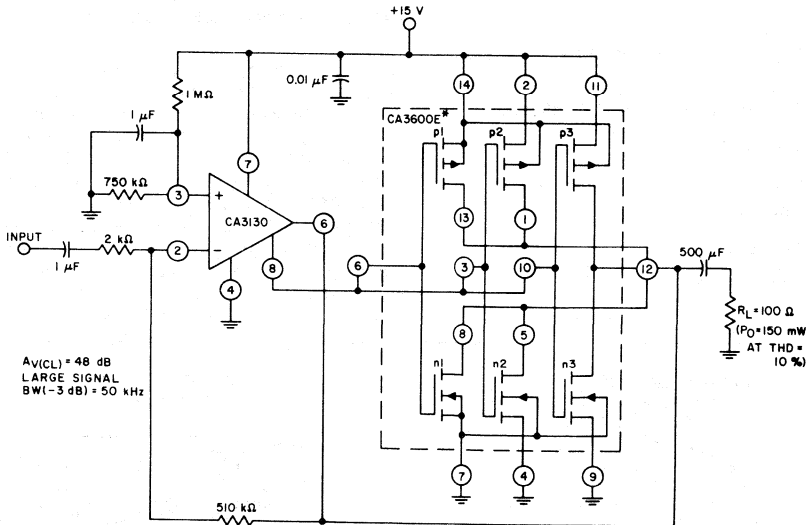 +15 V
0.01 µF
1 MΩ
1 µF
14
2
11
CA3600E*
p1
p2
p3
7
750 kΩ
3
+
CA3130
6
13
1
INPUT
1 µF
2 kΩ
2
–
8
4
6
3
10
12
500 µF
8
5
RL=100 Ω
(PO=150 mW
AT THD=
10 %)
AV(CL) = 48 dB
LARGE SIGNAL
BW(-3 dB) = 50 kHz
n1
n2
n3
7
4
9
510 kΩ